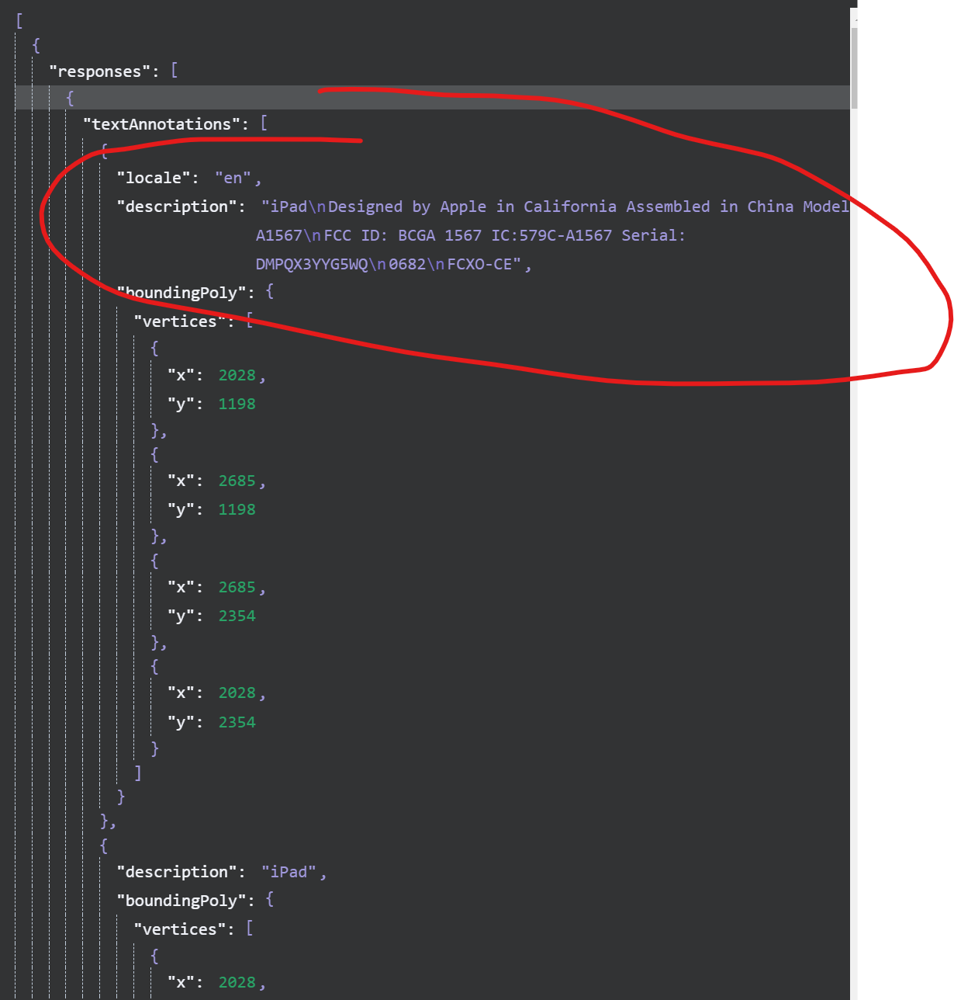 [
{
"responses": [
{
"textAnnotations": [
{
"locale": "en",
"description": "iPad\nDesigned by Apple in California Assembled in China Model
A1567\nFCC ID: BCGA 1567 IC:579C-A1567 Serial:
DMPQX3YYG5WQ\n0682\nFCXO-CE",
"boundingPoly": {
"vertices": [
{
"x": 2028,
"y": 1198
},
{
"x": 2685,
"y": 1198
},
{
"x": 2685,
"y": 2354
},
{
"x": 2028,
"y": 2354
}
]
}
},
{
"description": "iPad",
"boundingPoly": {
"vertices": [
{
"x": 2028,